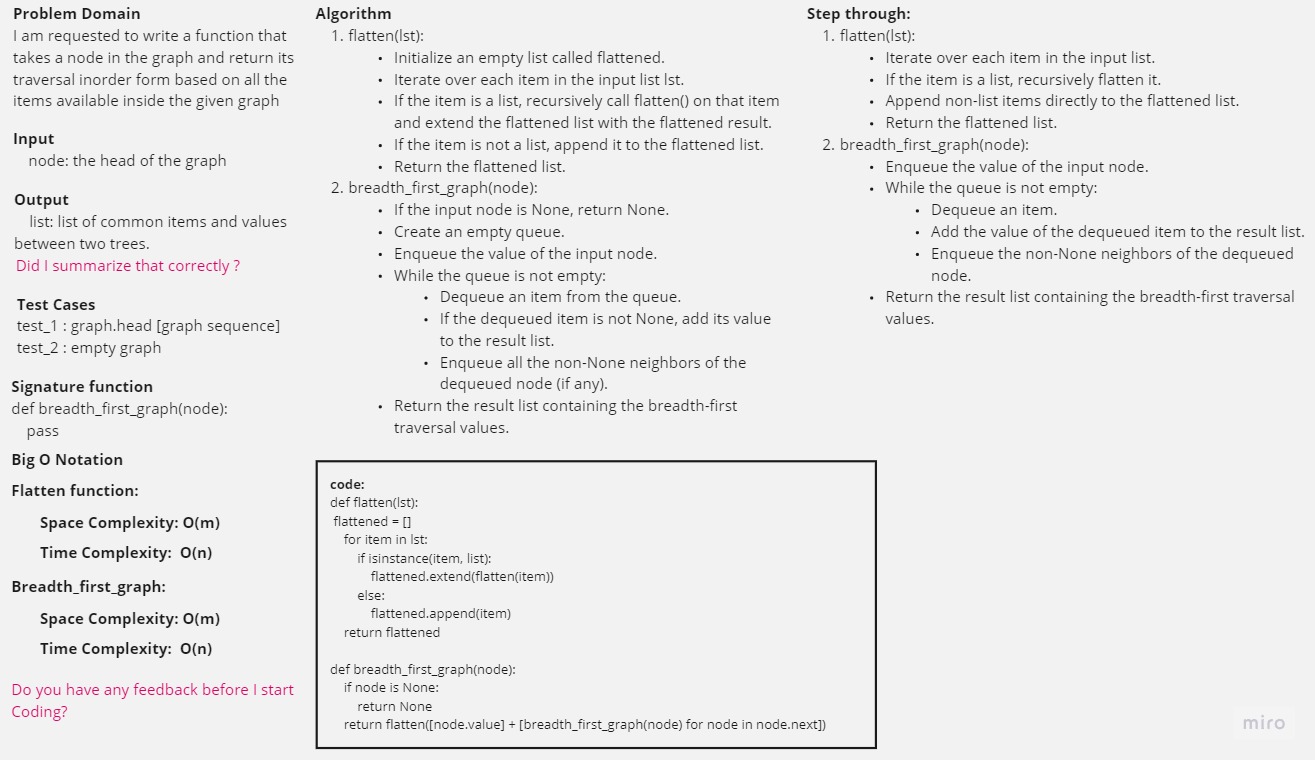 Problem Domain
I am requested to write a function that
takes a node in the graph and return its
traversal inorder form based on all the
items available inside the given graph
Input
node: the head of the graph
Output
list: list of common items and values
between two trees.
Did I summarize that correctly ?
Test Cases
test_1 : graph.head [graph sequence]
test_2 : empty graph
Signature function
def breadth_first_graph(node):
pass
Big O Notation
Flatten function:
Space Complexity: O(m)
Time Complexity: O(n)
Breadth_first_graph:
Space Complexity: O(m)
Time Complexity: O(n)
Do you have any feedback before I start
Coding?
Algorithm
1. flatten(lst):
• Initialize an empty list called flattened.
• Iterate over each item in the input list lst.
• If the item is a list, recursively call flatten() on that item
and extend the flattened list with the flattened result.
• If the item is not a list, append it to the flattened list.
• Return the flattened list.
2. breadth_first_graph(node):
• If the input node is None, return None.
• Create an empty queue.
• Enqueue the value of the input node.
• While the queue is not empty:
• Dequeue an item from the queue.
• If the dequeued item is not None, add its value
to the result list.
• Enqueue all the non-None neighbors of the
dequeued node (if any).
• Return the result list containing the breadth-first
traversal values.
code:
def flatten(lst):
flattened = []
for item in lst:
if isinstance(item, list):
flattened.extend(flatten(item))
else:
flattened.append(item)
return flattened
def breadth_first_graph(node):
if node is None:
return None
return flatten([node.value] + [breadth_first_graph(node) for node in node.next])
Step through:
1. flatten(lst):
• Iterate over each item in the input list.
• If the item is a list, recursively flatten it.
• Append non-list items directly to the flattened list.
• Return the flattened list.
2. breadth_first_graph(node):
• Enqueue the value of the input node.
• While the queue is not empty:
• Dequeue an item.
• Add the value of the dequeued item to the result list.
• Enqueue the non-None neighbors of the dequeued
node.
• Return the result list containing the breadth-first traversal
values.
miro